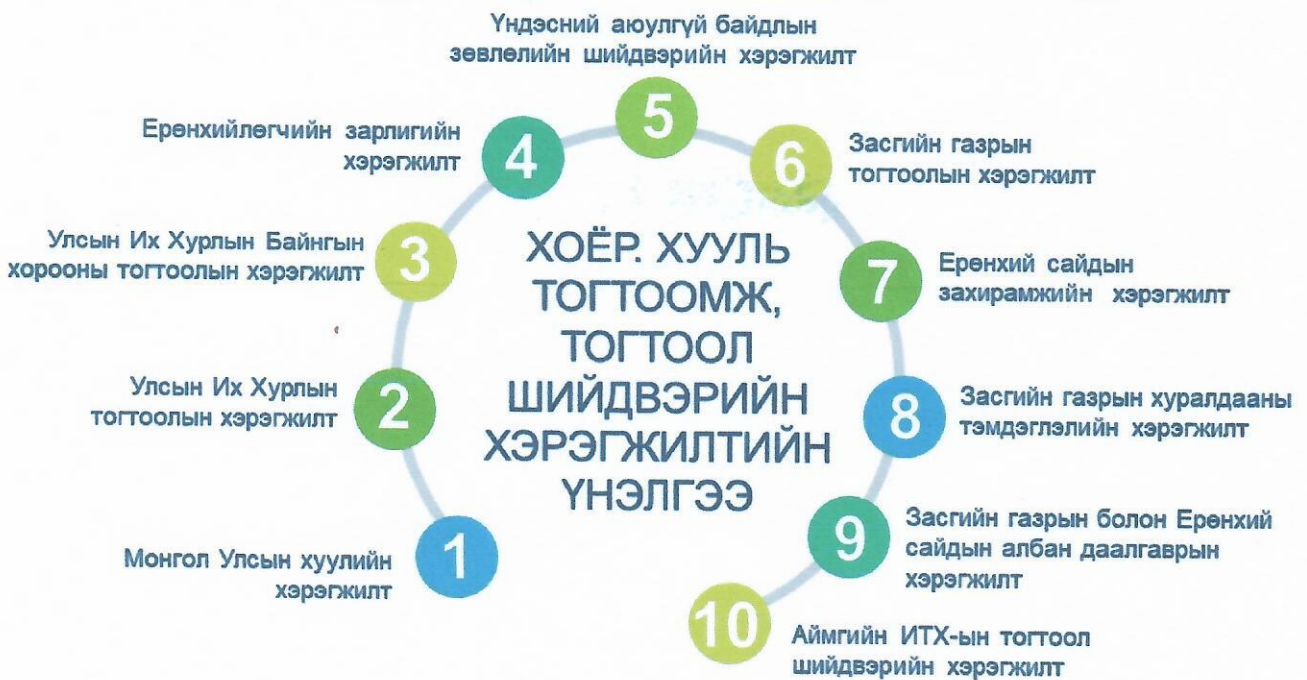 Үндэсний аюулгүй байдлын
зөвлөлийн шийдвэрийн хэрэгжилт
5
Ерөнхийлөгчийн зарлигийн
хэрэгжилт
4
6
Засгийн газрын
тогтоолын хэрэгжилт
Улсын Их Хурлын Байнгын
хорооны тогтоолын хэрэгжилт
3
ХОЁР. ХУУЛЬ
ТОГТООМЖ,
ТОГТООЛ
ШИЙДВЭРИЙН
ХЭРЭГЖИЛТИЙН
ҮНЭЛГЭЭ
7
Ерөнхий сайдын
захирамжийн хэрэгжилт
Улсын Их Хурлын
тогтоолын хэрэгжилт
2
8
Засгийн газрын хуралдааны
тэмдэглэлийн хэрэгжилт
Монгол Улсын хуулийн
хэрэгжилт
1
9
Засгийн газрын болон Ерөнхий
сайдын албан даалгаврын
хэрэгжилт
10
Аймгийн ИТХ-ын тогтоол
шийдвэрийн хэрэгжилт